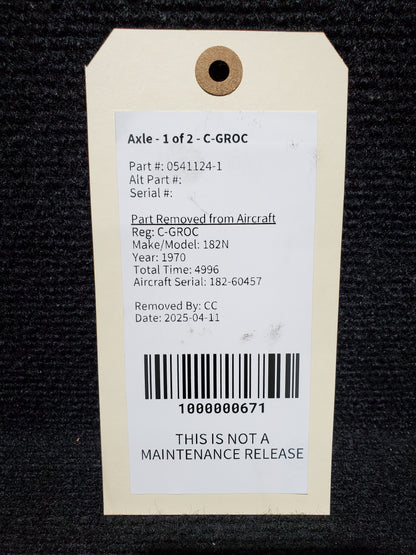 Axle - 1 of 2 - C-GROC
Part #: 0541124-1
Alt Part #:
Serial #:
Part Removed from Aircraft
Reg: C-GROC
Make/Model: 182N
Year: 1970
Total Time: 4996
Aircraft Serial: 182-60457
Removed By: CC
Date: 2025-04-11
1000000671
THIS IS NOT A
MAINTENANCE RELEASE